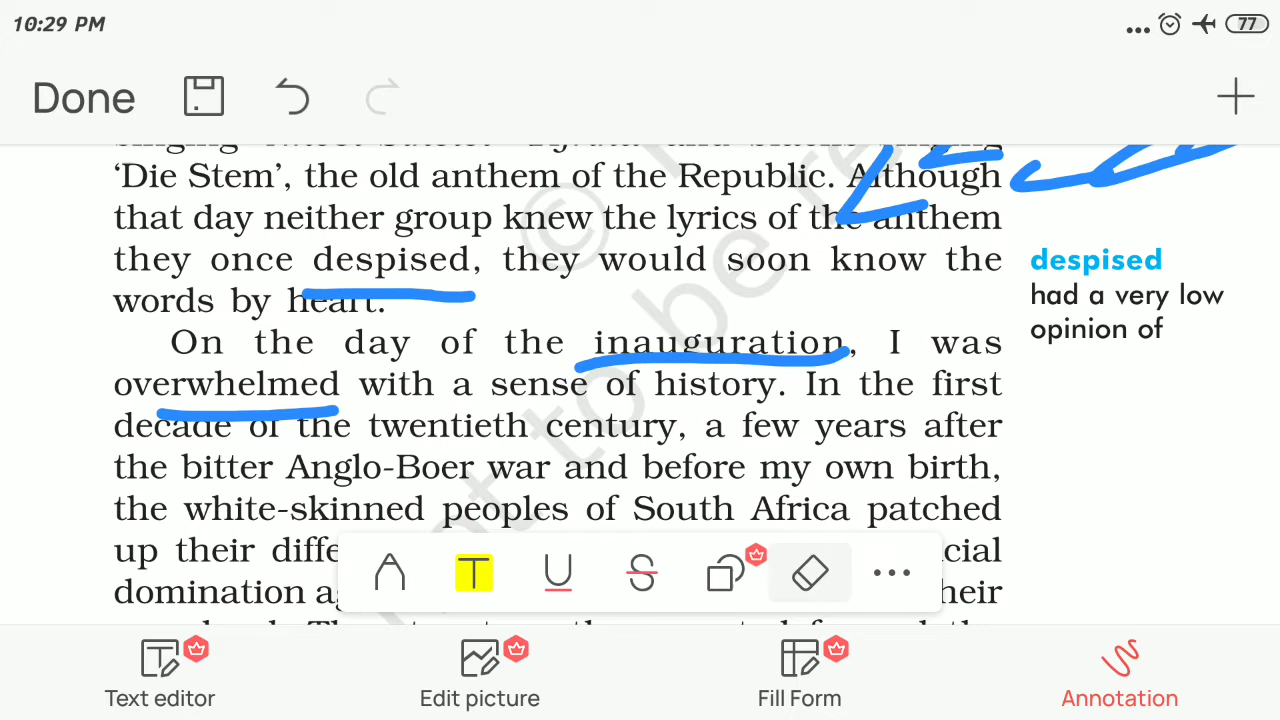 10:29 PM
77
Done
'Die Stem', the old anthem of the Republic. Although
that day neither group knew the lyrics of the anthem
they once despised, they would soon know the
words by heart.
despised
had a very low
opinion of
On the day of the inauguration, I was
overwhelmed with a sense of history. In the first
decade of the twentieth century, a few years after
the bitter Anglo-Boer war and before my own birth,
the white-skinned peoples of South Africa patched
up their
domination
T
U
S
Text editor
Edit picture
Fill Form
Annotation
© 
not to be re